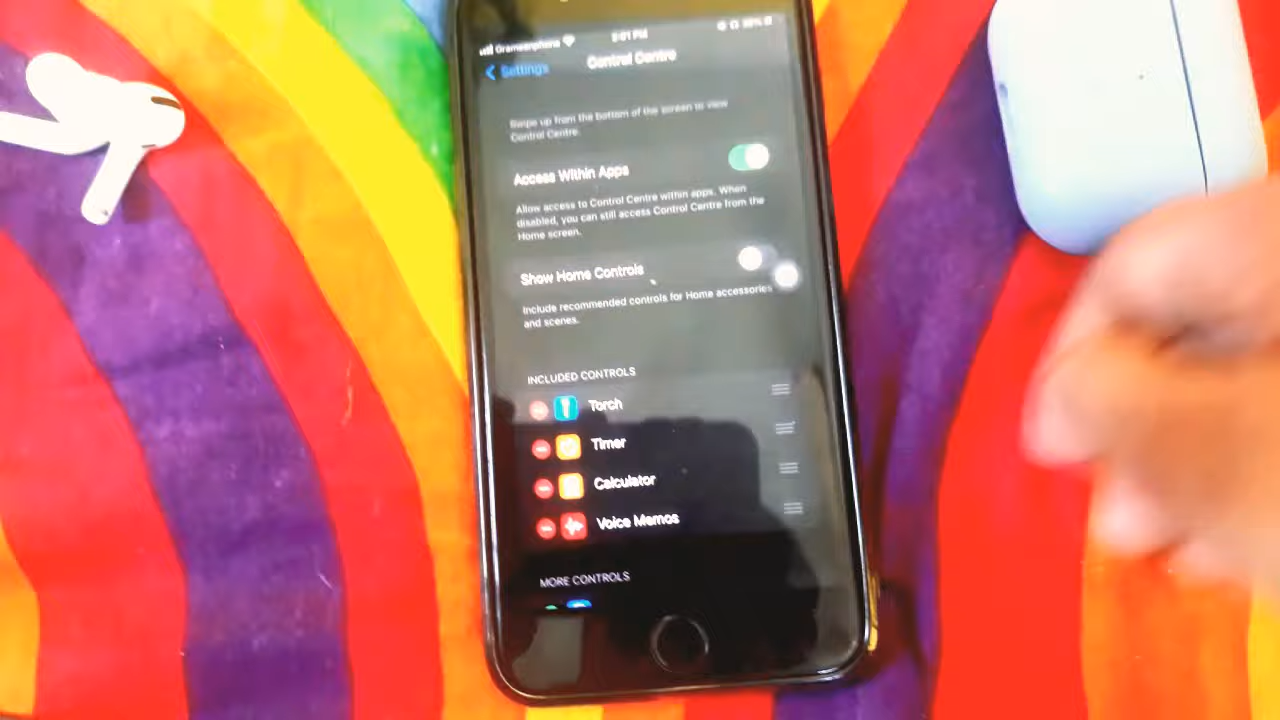 Grameenphone
Settings
Control Centre
Swipe up from the bottom of the screen to view
Control Centre.
Access Within Apps
Allow access to Control Centre within apps. When
disabled, you can still access Control Centre from the
Home screen.
Show Home Controls
Include recommended controls for Home accessories
and scenes.
INCLUDED CONTROLS
Torch
Timer
Calculator
Voice Memos
MORE CONTROLS